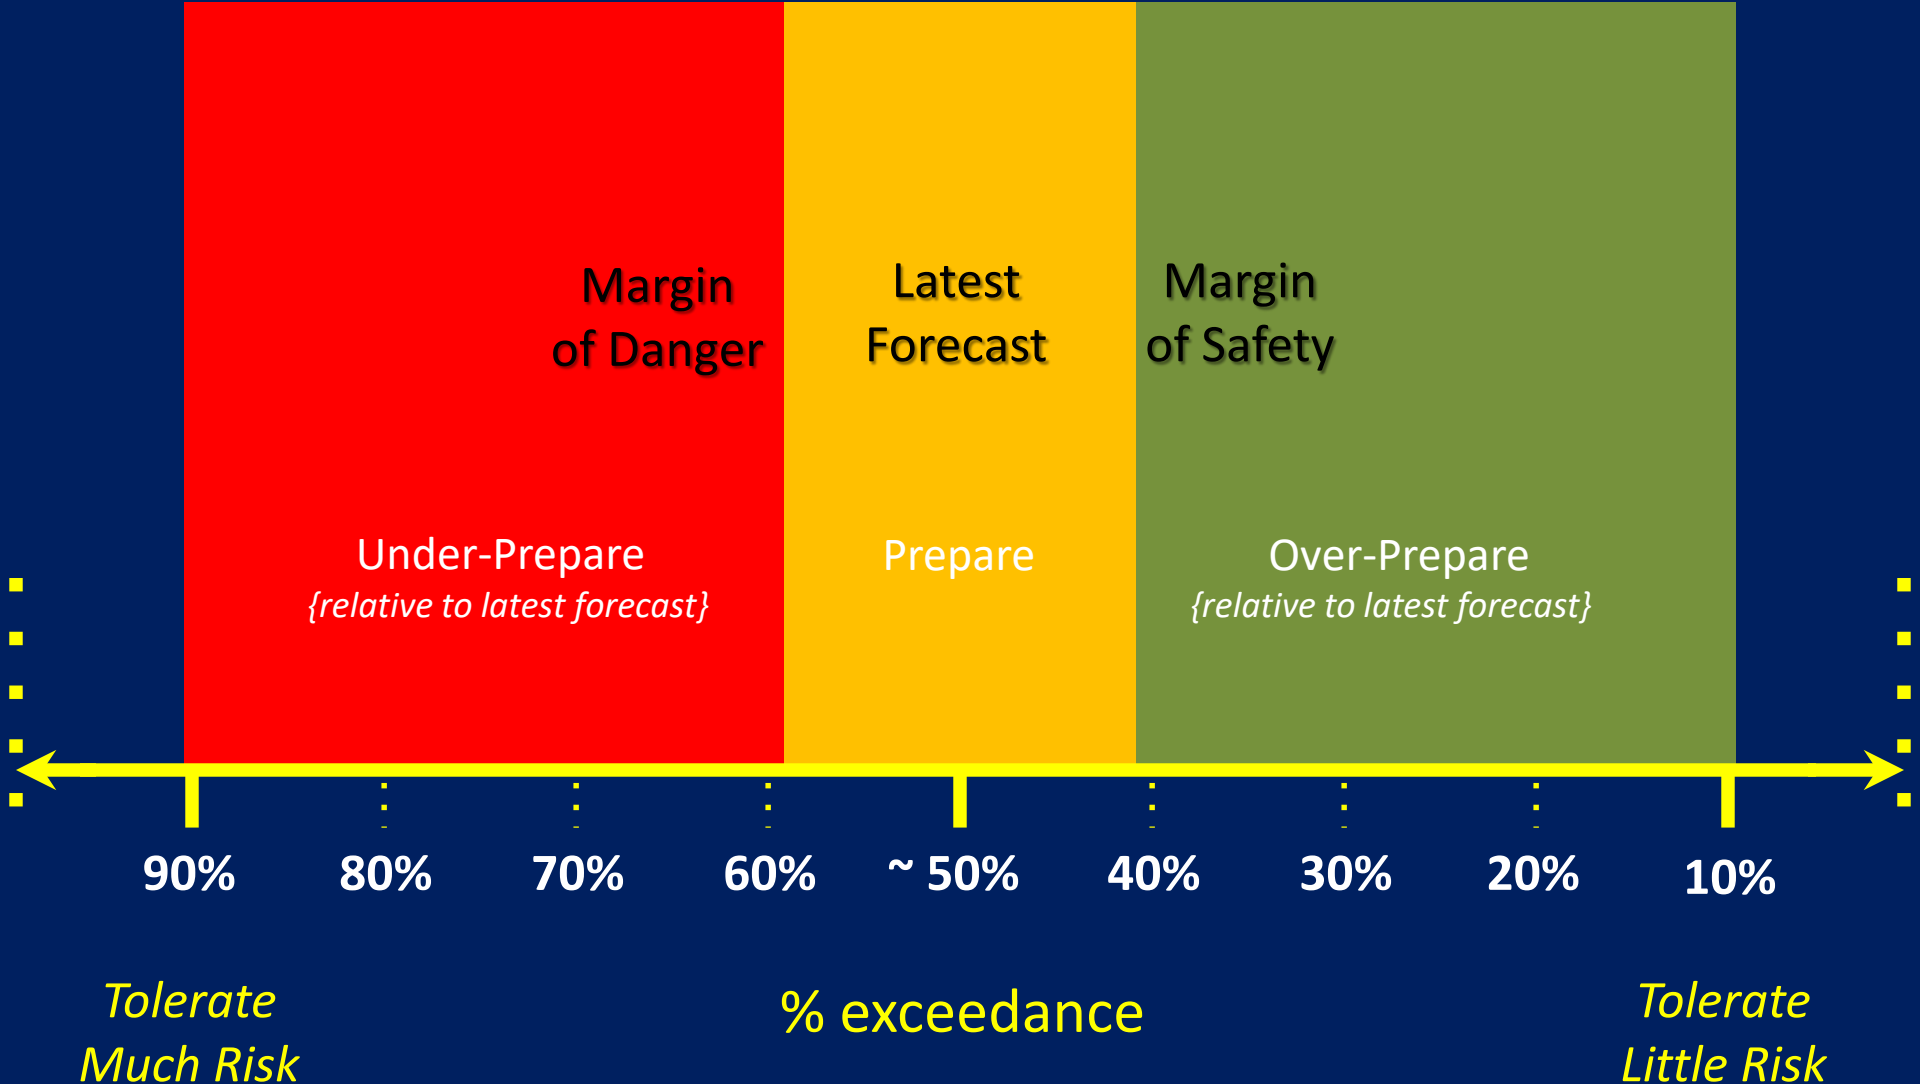 Margin
of Danger
Latest
Forecast
Margin
of Safety
Under-Prepare
{relative to latest forecast}
Prepare
Over-Prepare
{relative to latest forecast}
90%
80%
70%
60%
~ 50%
40%
30%
20%
10%
Tolerate
Much Risk
% exceedance
Tolerate
Little Risk